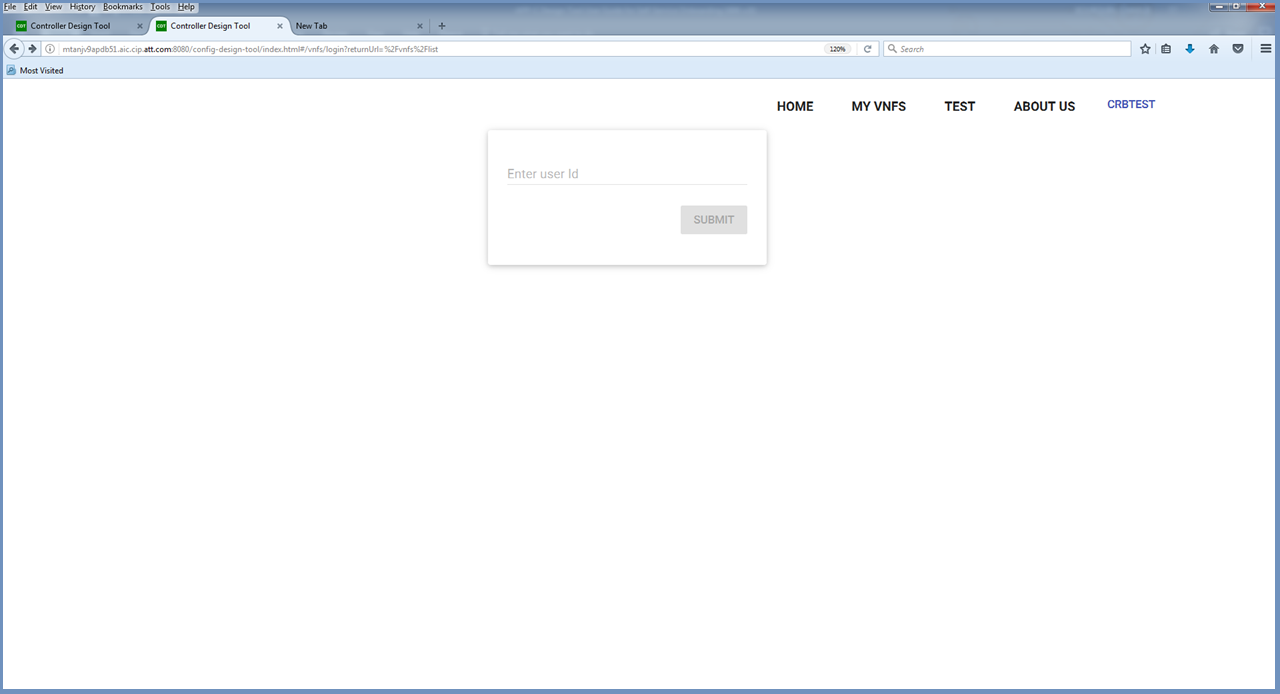 File Edit View History Bookmarks Tools Help
CDT Controller Design Tool CDT Controller Design Tool New Tab
mtanjv9apdb51.aic.cip.att.com:8080/config-design-tool/index.html#/vnfs/login?returnUrl=%2Fvnfs%2Flist 120% Search
Most Visited
HOME MY VNFS TEST ABOUT US CRBTEST
Enter user Id
SUBMIT